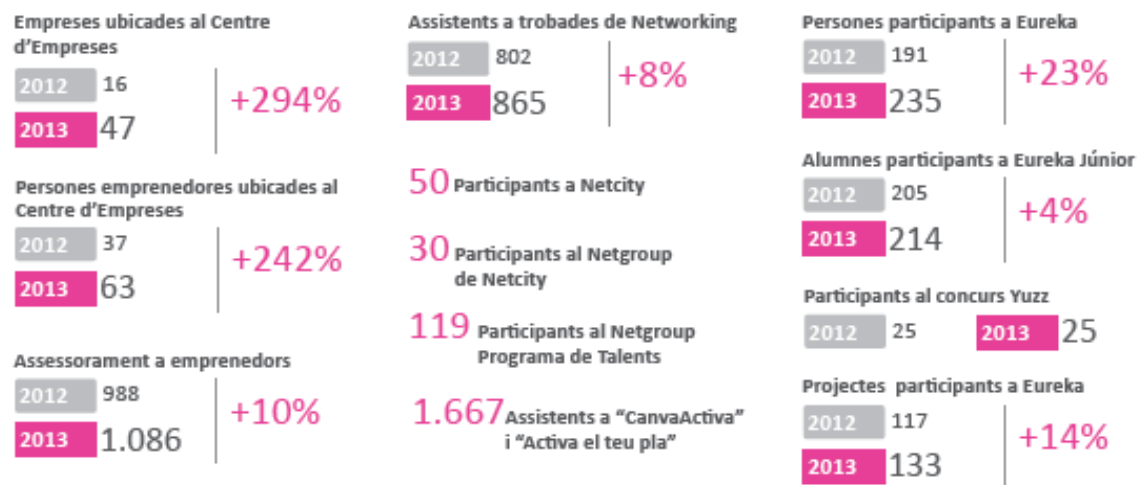 Empreses ubicades al Centre
d'Empreses
2012 16
2013 47
+294%
Persones emprenedores ubicades al
Centre d'Empreses
2012 37
2013 63
+242%
Assessorament a emprenedors
2012 988
2013 1.086
+10%
Assistents a trobades de Networking
2012 802
2013 865
+8%
50 Participants a Netcity
30 Participants al Netgroup
de Netcity
119 Participants al Netgroup
Programa de Talents
1.667 Assistents a “CanvaActiva”
i “Activa el teu pla”
Persones participants a Eureka
2012 191
2013 235
+23%
Alumnes participants a Eureka Júnior
2012 205
2013 214
+4%
Participants al concurs Yuzz
2012 25 2013 25
Projectes participants a Eureka
2012 117
2013 133
+14%